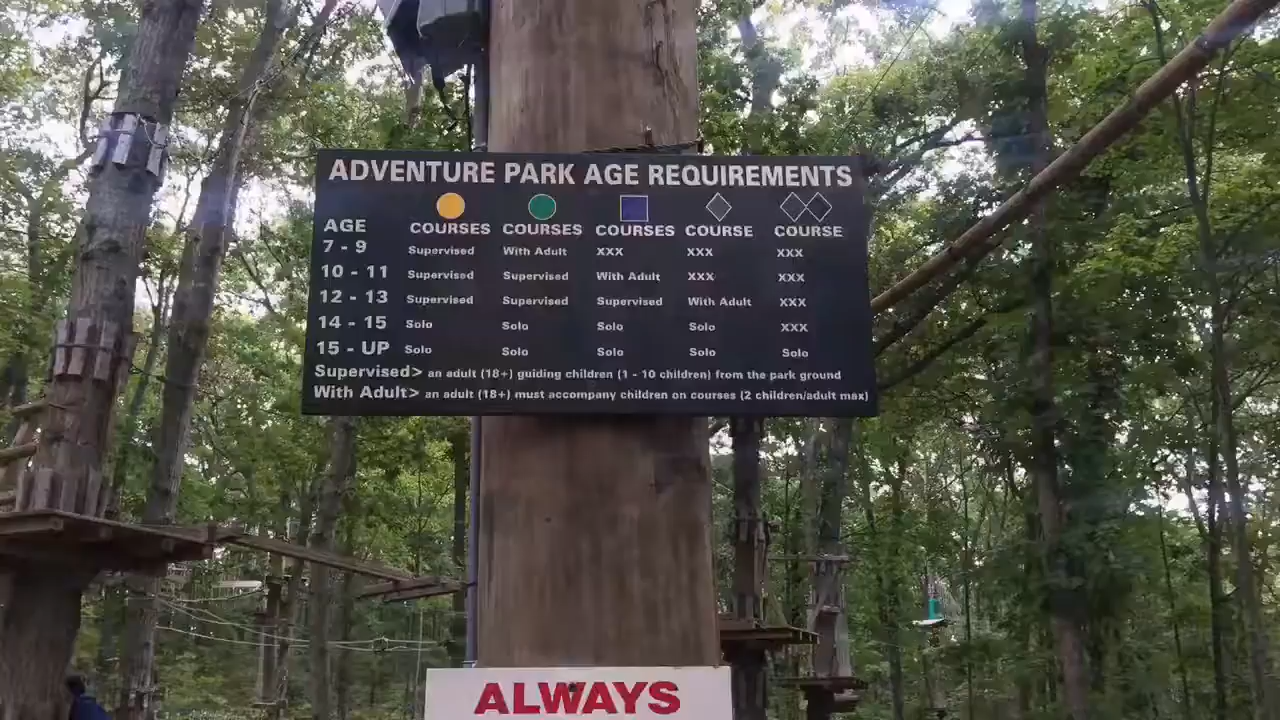 ADVENTURE PARK AGE REQUIREMENTS
AGE COURSES COURSES COURSES COURSE COURSE
7 - 9 Supervised With Adult XXX XXX XXX
10 - 11 Supervised Supervised With Adult XXX XXX
12 - 13 Supervised Supervised Supervised With Adult XXX
14 - 15 Solo Solo Solo Solo XXX
15 - UP Solo Solo Solo Solo Solo
Supervised> an adult (18+) guiding children (1 - 10 children) from the park ground
With Adult> an adult (18+) must accompany children on courses (2 children/adult max)
ALWAYS